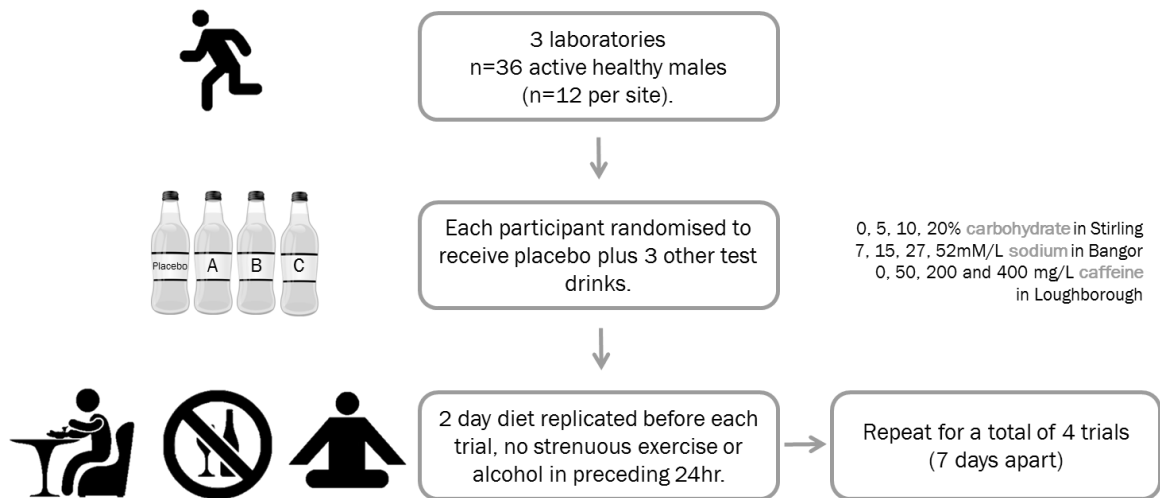 3 laboratories
n=36 active healthy males
(n=12 per site).
Placebo
A
B
C
Each participant randomised to
receive placebo plus 3 other test
drinks.
0, 5, 10, 20% carbohydrate in Stirling
7, 15, 27, 52mM/L sodium in Bangor
0, 50, 200 and 400 mg/L caffeine
in Loughborough
2 day diet replicated before each
trial, no strenuous exercise or
alcohol in preceding 24hr.
Repeat for a total of 4 trials
(7 days apart)